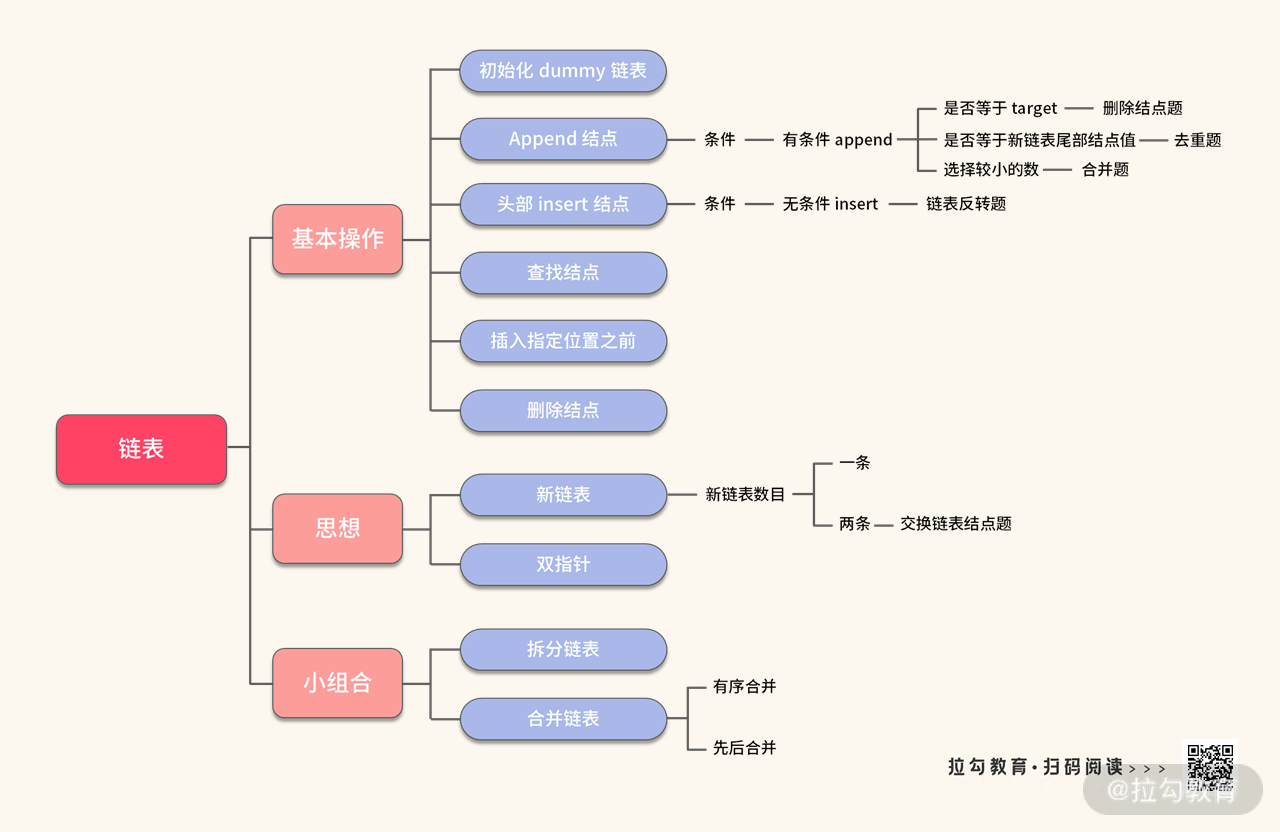 链表
基本操作
初始化 dummy 链表
Append 结点
条件
有条件 append
是否等于 target
删除结点题
是否等于新链表尾部结点值
去重题
选择较小的数
合并题
头部 insert 结点
条件
无条件 insert
链表反转题
查找结点
插入指定位置之前
删除结点
思想
新链表
新链表数目
一条
两条
交换链表结点题
双指针
小组合
拆分链表
合并链表
有序合并
先后合并
拉勾教育·扫码阅读>>>
@拉勾教育